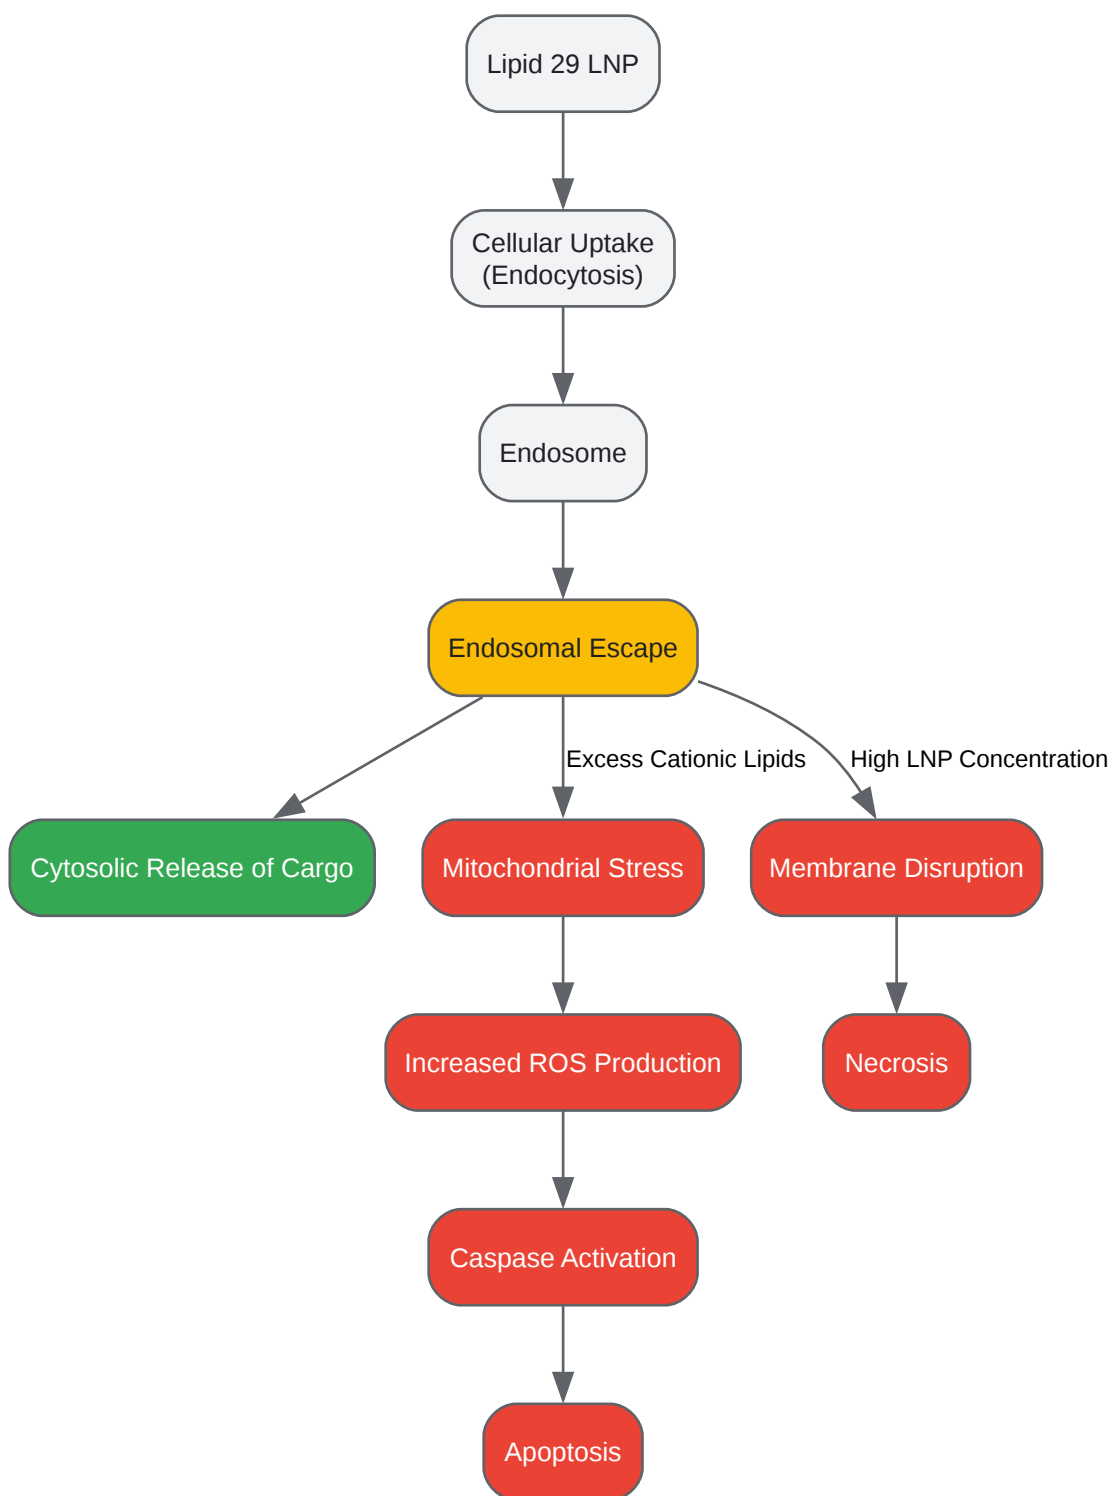 Lipid 29 LNP
Cellular Uptake
(Endocytosis)
Endosome
Endosomal Escape
Excess Cationic Lipids
High LNP Concentration
Cytosolic Release of Cargo
Mitochondrial Stress
Membrane Disruption
Increased ROS Production
Necrosis
Caspase Activation
Apoptosis